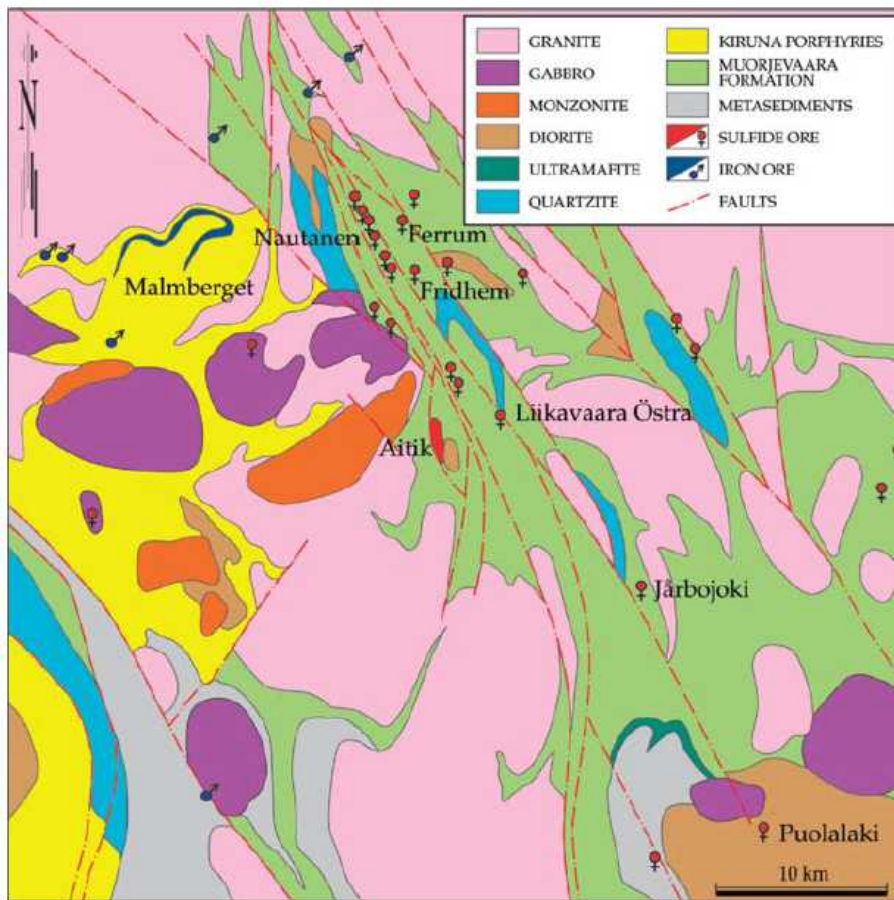 GRANITE
GABBRO
MONZONITE
DIORITE
ULTRAMAFITE
QUARTZITE
KIRUNA PORPHYRIES
MUORJEVAARA
FORMATION
METASEDIMENTS
SULFIDE ORE
IRON ORE
FAULTS
N
Nautanen
Ferrum
Malmberget
Fridhem
Liikavaara Östra
Aitik
Jårbojoki
Puolalaki
10 km